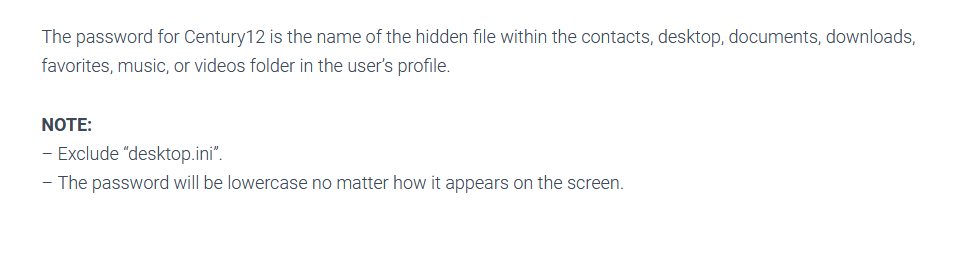 The password for Century12 is the name of the hidden file within the contacts, desktop, documents, downloads,
favorites, music, or videos folder in the user’s profile.
NOTE:
– Exclude “desktop.ini”.
– The password will be lowercase no matter how it appears on the screen.